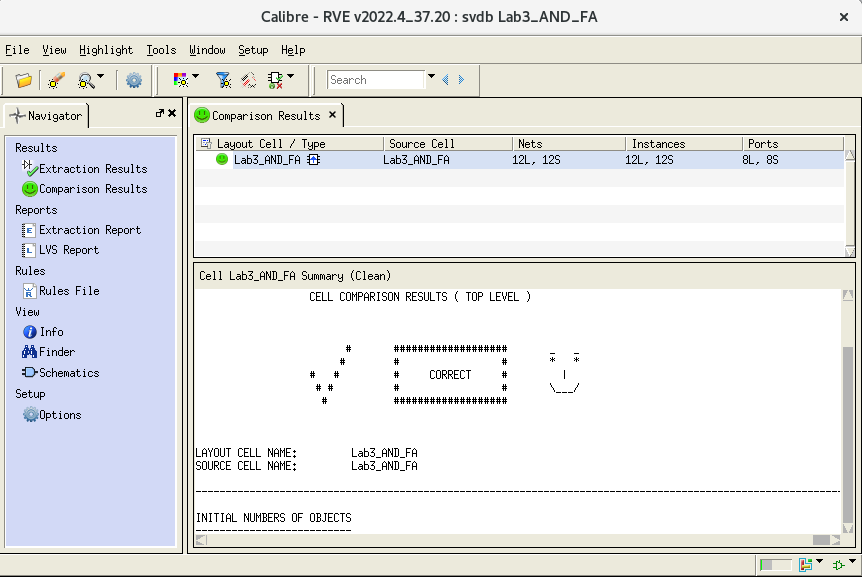 Calibre - RVE v2022.4_37.20 : svdb Lab3_AND_FA
File View Highlight Tools Window Setup Help
Search
Navigator
Results
Extraction Results
Comparison Results
Reports
Extraction Report
LVS Report
Rules
Rules File
View
Info
Finder
Schematics
Setup
Options
Comparison Results
Layout Cell / Type Source Cell Nets Instances Ports
Lab3_AND_FA Lab3_AND_FA 12L, 12S 12L, 12S 8L, 8S
Cell Lab3_AND_FA Summary (Clean)
CELL COMPARISON RESULTS ( TOP LEVEL )
# ################### _ _
# # # * *
# # # CORRECT # |
# # # # \___/
# ###################
LAYOUT CELL NAME: Lab3_AND_FA
SOURCE CELL NAME: Lab3_AND_FA
INITIAL NUMBERS OF OBJECTS